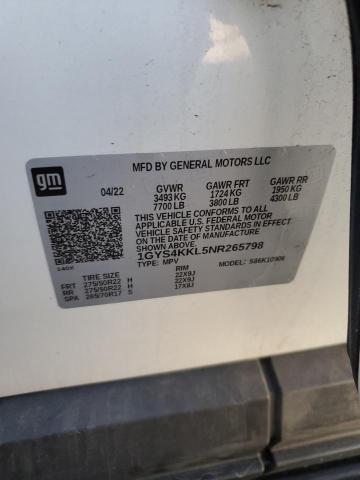 gm
MFD BY GENERAL MOTORS LLC
04/22 GVWR GAWR FRT GAWR RR
3493 KG 1724 KG 1950 KG
7700 LB 3800 LB 4300 LB
THIS VEHICLE CONFORMS TO ALL
APPLICABLE U.S. FEDERAL MOTOR
VEHICLE SAFETY STANDARDS IN
EFFECT ON THE DATE OF MANUFACTURE
SHOWN ABOVE.
1GYS4KKL5NR265798
TYPE: MPV
TIRE SIZE RIM
FRT 275/50R22 H 22X9J
RR 275/50R22 H 22X9J
SPA 265/70R17 S 17X8J